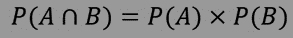 P(A ∩ B) = P(A) × P(B)